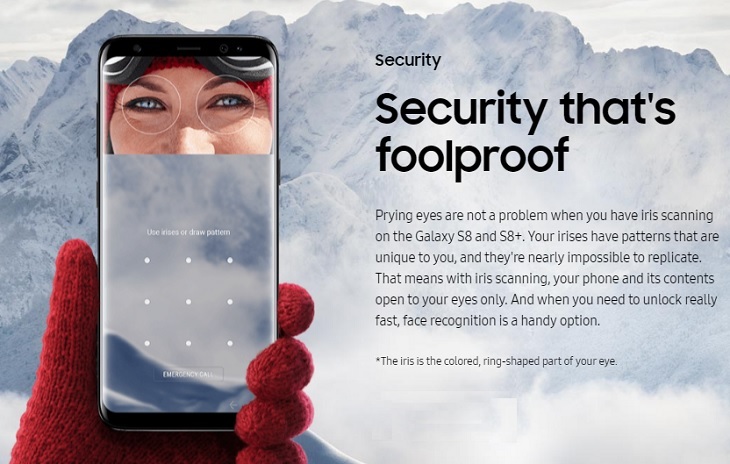 Security
Security that's
foolproof
Prying eyes are not a problem when you have iris scanning
on the Galaxy S8 and S8+. Your irises have patterns that are
unique to you, and they're nearly impossible to replicate.
That means with iris scanning, your phone and its contents
open to your eyes only. And when you need to unlock really
fast, face recognition is a handy option.
*The iris is the colored, ring-shaped part of your eye.
Use irises or draw pattern
EMERGENCY CALL